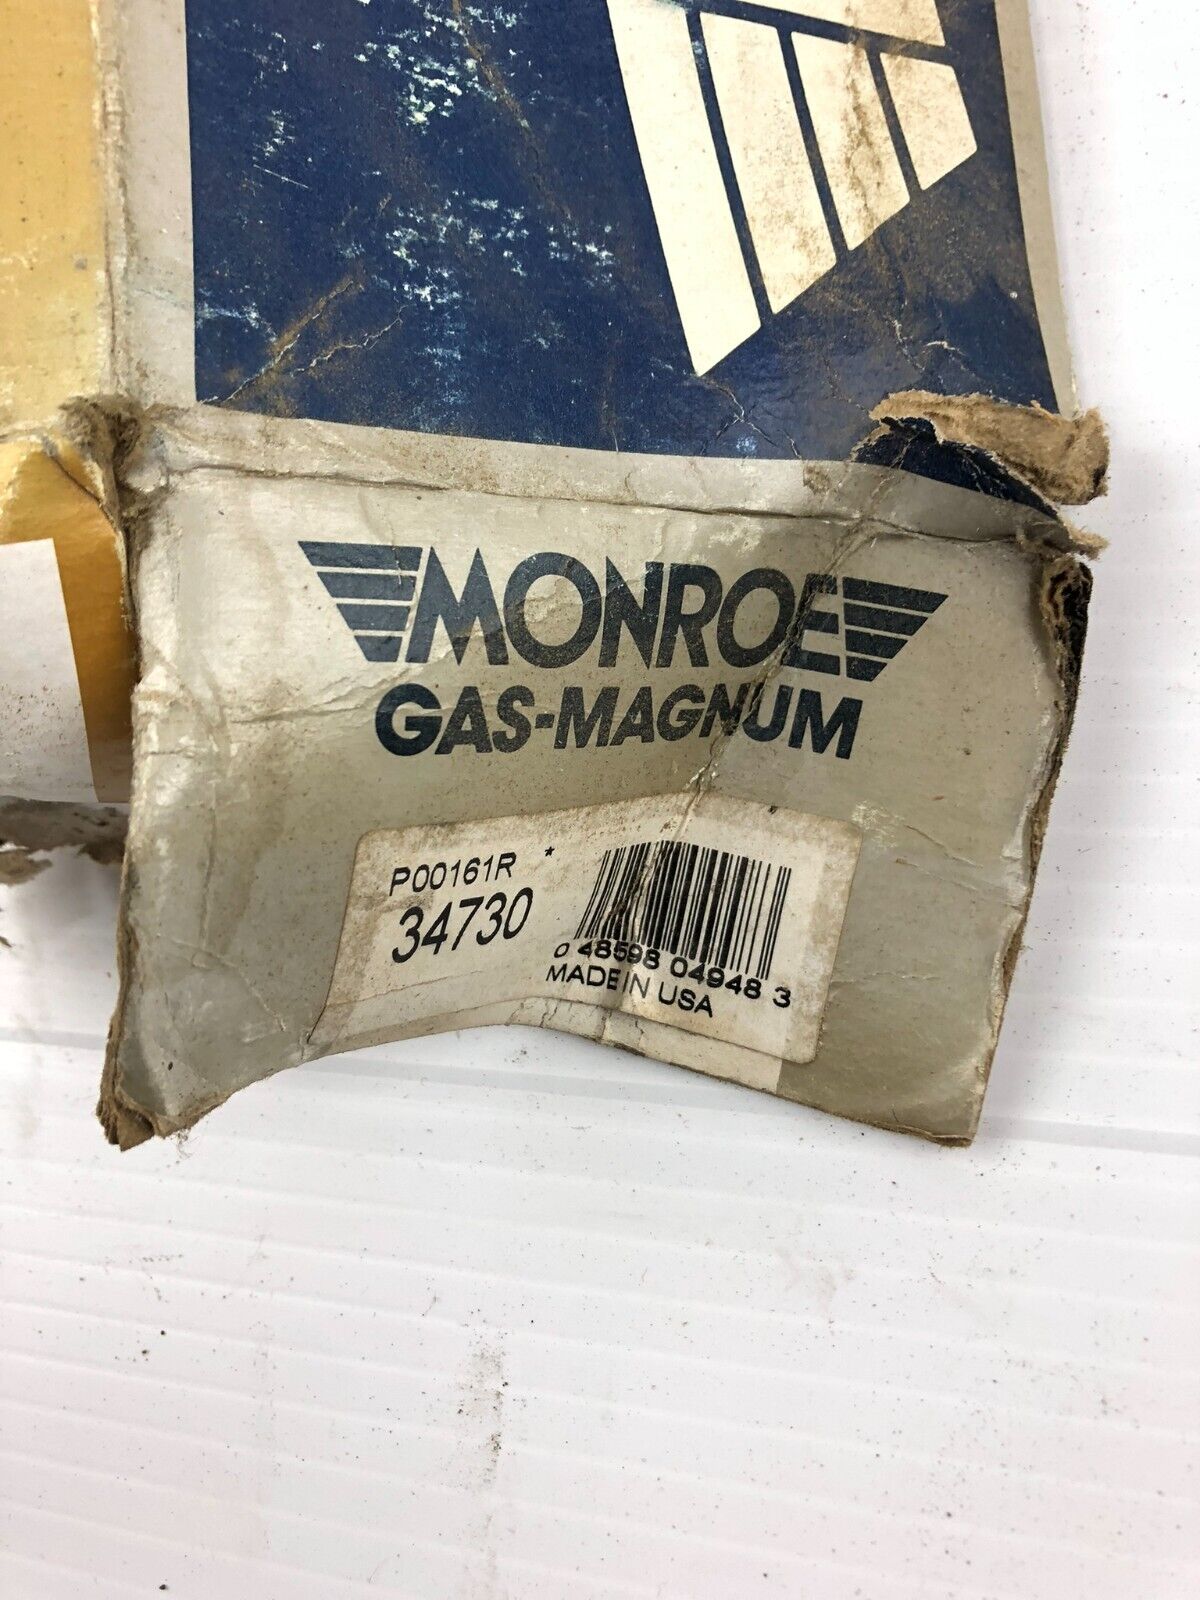 MONROE
GAS-MAGNUM
P00161R *
34730
0 48598 04948 3
MADE IN USA